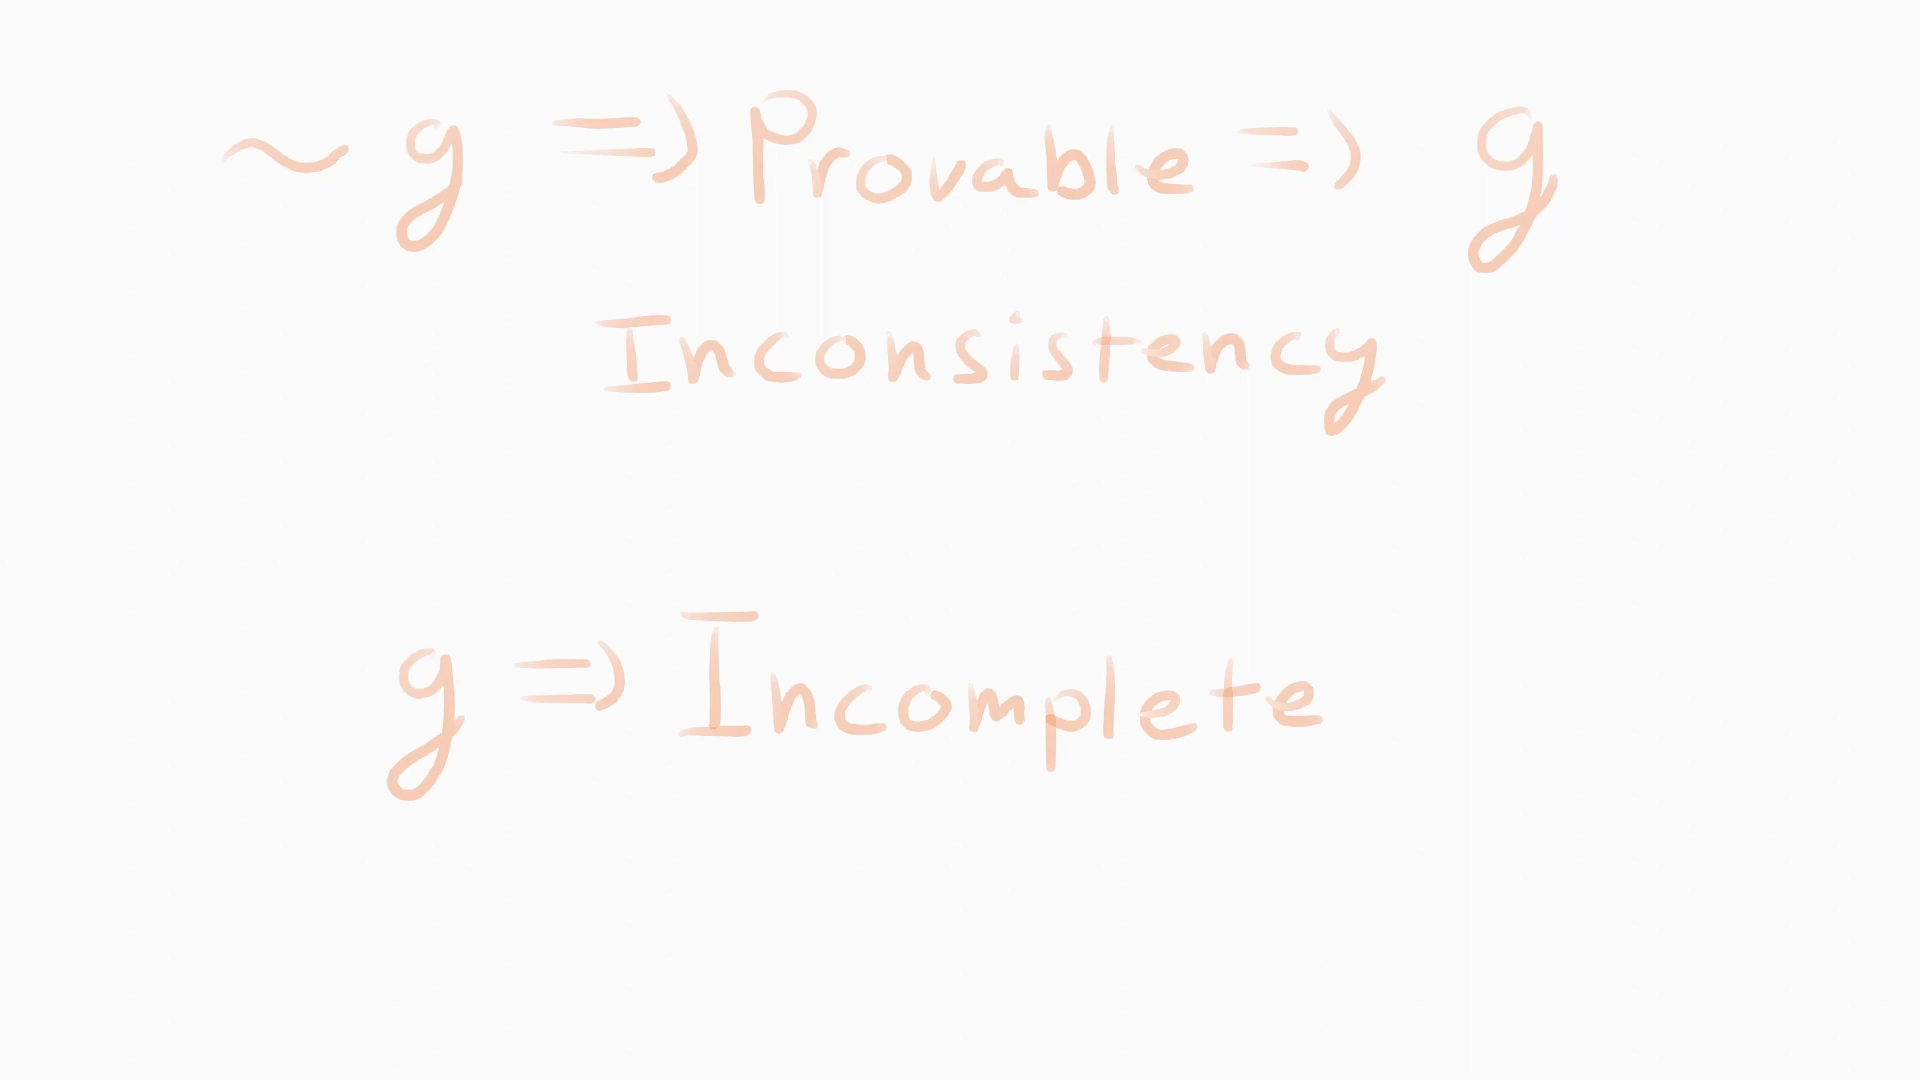 ~ g => Provable => g
Inconsistency
g => Incomplete